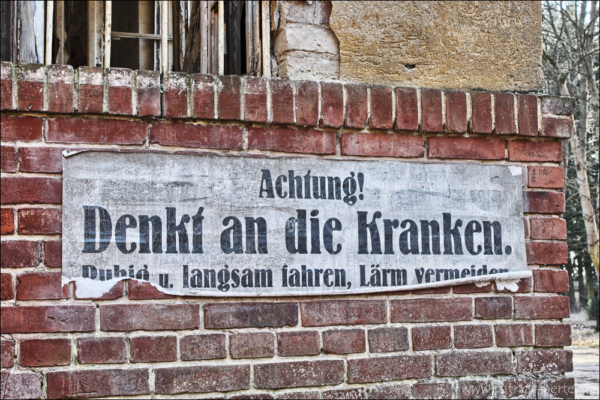 Achtung!
Denkt an die Kranken.
Ruhig u. langsam fahren, Lärm vermeiden